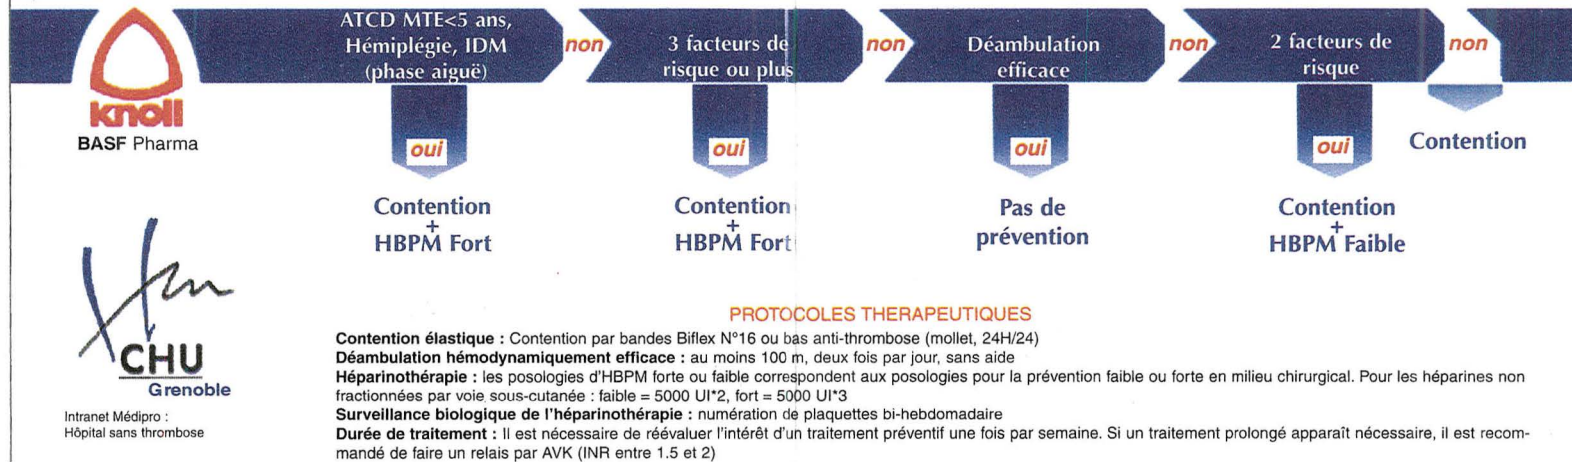 ATCD MTE<5 ans,
Hémiplégie, IDM
(phase aiguë)
non
3 facteurs de
risque ou plus
non
Déambulation
efficace
non
2 facteurs de
risque
non
knoll
BASF Pharma
oui
oui
oui
oui
Contention
Contention
+
HBPM Fort
Contention
+
HBPM Fort
Pas de
prévention
Contention
+
HBPM Faible
CHU
Grenoble
Intranet Médipro :
Hôpital sans thrombose
PROTOCOLES THERAPEUTIQUES
Contention élastique : Contention par bandes Biflex N°16 ou bas anti-thrombose (mollet, 24H/24)
Déambulation hémodynamiquement efficace : au moins 100 m, deux fois par jour, sans aide
Héparinothérapie : les posologies d'HBPM forte ou faible correspondent aux posologies pour la prévention faible ou forte en milieu chirurgical. Pour les héparines non
fractionnées par voie sous-cutanée : faible = 5000 UI*2, fort = 5000 UI*3
Surveillance biologique de l'héparinothérapie : numération de plaquettes bi-hebdomadaire
Durée de traitement : Il est nécessaire de réévaluer l'intérêt d'un traitement préventif une fois par semaine. Si un traitement prolongé apparaît nécessaire, il est recom-
mandé de faire un relais par AVK (INR entre 1.5 et 2)